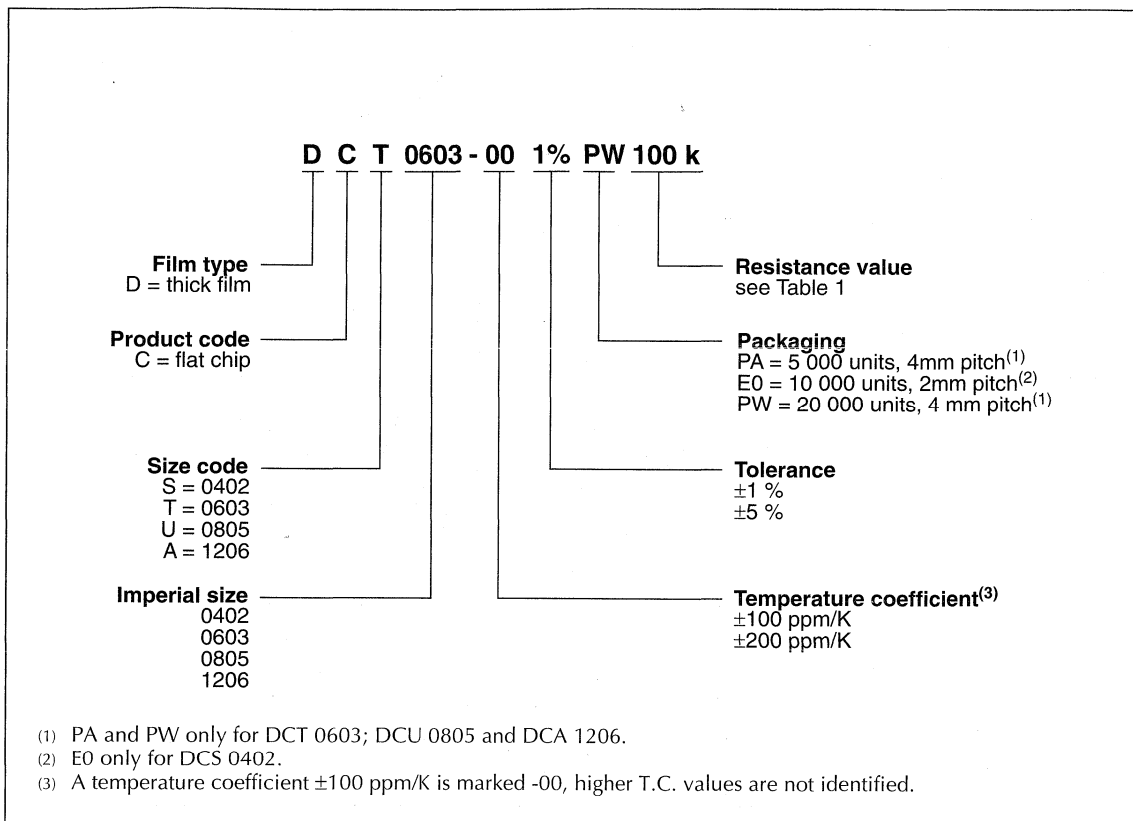 D C T 0603 - 00 1% PW 100 k
Film type
D = thick film
Product code
C = flat chip
Size code
S = 0402
T = 0603
U = 0805
A = 1206
Imperial size
0402
0603
0805
1206
Resistance value
see Table 1
Packaging
PA = 5 000 units, 4mm pitch(1)
E0 = 10 000 units, 2mm pitch(2)
PW = 20 000 units, 4 mm pitch(1)
Tolerance
±1 %
±5 %
Temperature coefficient(3)
±100 ppm/K
±200 ppm/K
(1) PA and PW only for DCT 0603; DCU 0805 and DCA 1206.
(2) E0 only for DCS 0402.
(3) A temperature coefficient ±100 ppm/K is marked -00, higher T.C. values are not identified.